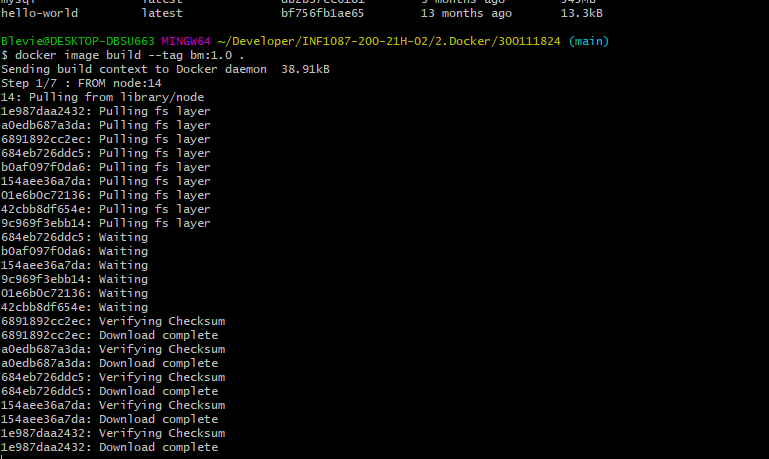 latest 5 months ago
hello-world latest bf756fb1ae65 13 months ago 13.3kB
Blevie@DESKTOP-DBSU663 MINGW64 ~/Developer/INF1087-200-21H-02/2.Docker/300111824 (main)
$ docker image build --tag bm:1.0 .
Sending build context to Docker daemon 38.91kB
Step 1/7 : FROM node:14
14: Pulling from library/node
1e987daa2432: Pulling fs layer
a0edb687a3da: Pulling fs layer
6891892cc2ec: Pulling fs layer
684eb726ddc5: Pulling fs layer
b0af097f0da6: Pulling fs layer
154aee36a7da: Pulling fs layer
01e6b0c72136: Pulling fs layer
42cbb8df654e: Pulling fs layer
9c969f3ebb14: Pulling fs layer
684eb726ddc5: Waiting
b0af097f0da6: Waiting
154aee36a7da: Waiting
9c969f3ebb14: Waiting
01e6b0c72136: Waiting
42cbb8df654e: Waiting
6891892cc2ec: Verifying Checksum
6891892cc2ec: Download complete
a0edb687a3da: Verifying Checksum
a0edb687a3da: Download complete
684eb726ddc5: Verifying Checksum
684eb726ddc5: Download complete
154aee36a7da: Verifying Checksum
154aee36a7da: Download complete
1e987daa2432: Verifying Checksum
1e987daa2432: Download complete